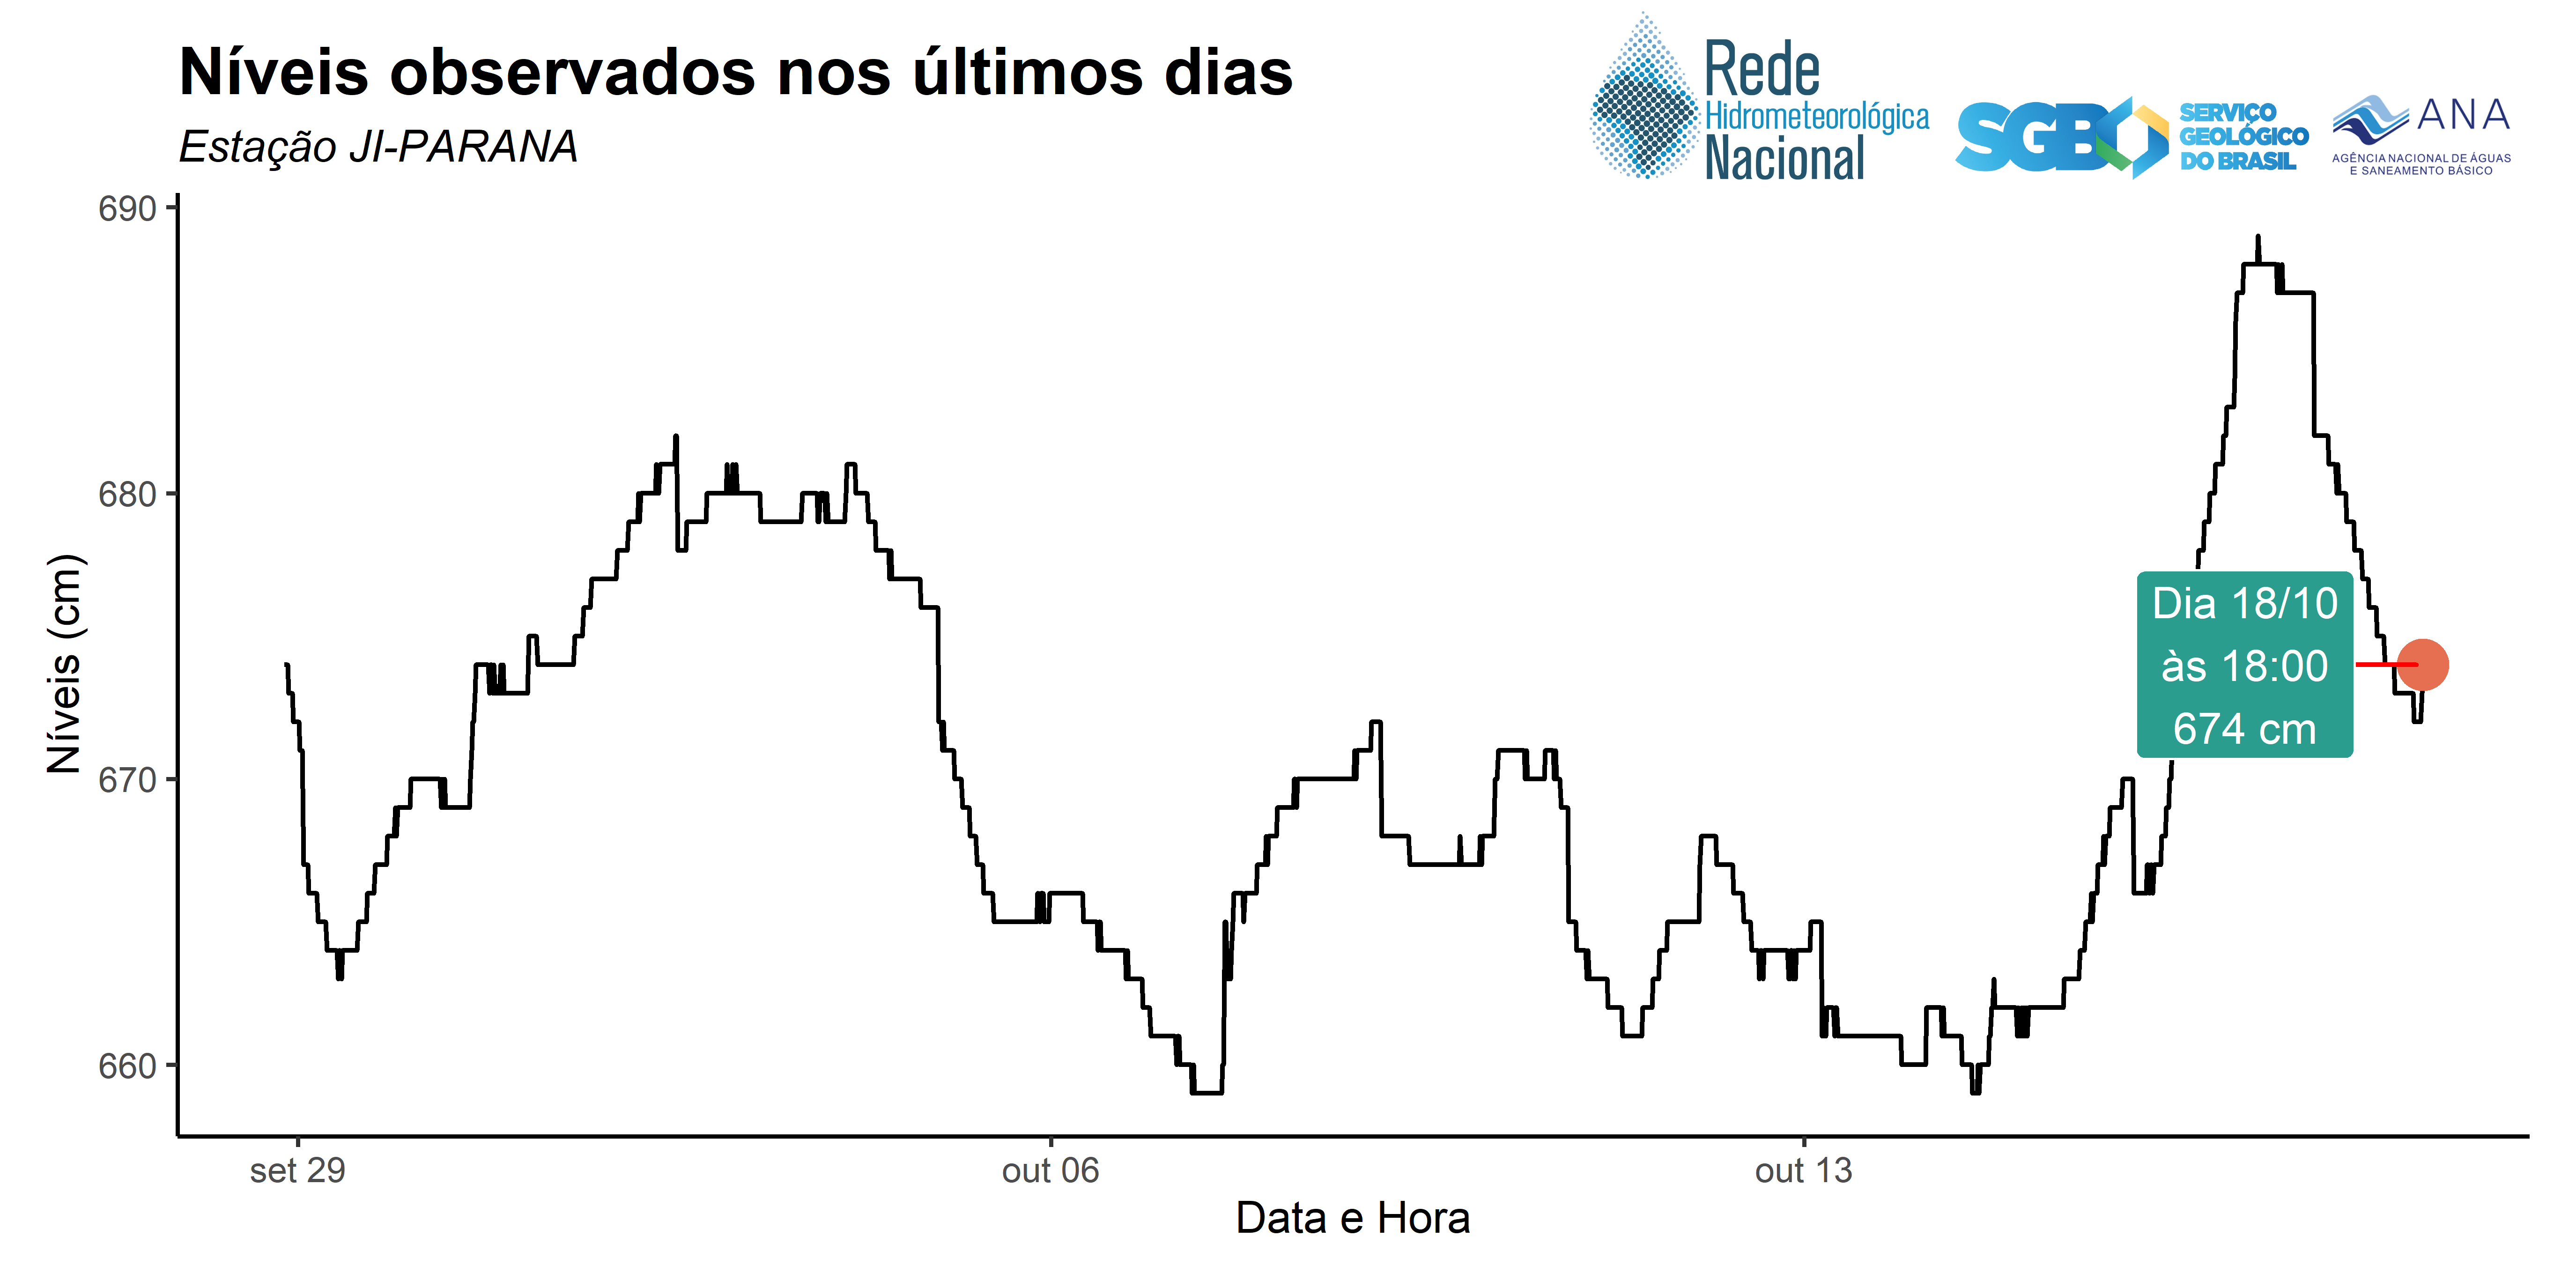 Níveis observados nos últimos dias
Estação JI-PARANA
Rede
Hidrometeorológica
Nacional
SGB
SERVIÇO
GEOLÓGICO
DO BRASIL
ANA
AGÊNCIA NACIONAL DE ÁGUAS
E SANEAMENTO BÁSICO
690
680
670
660
Níveis (cm)
Dia 18/10
às 18:00
674 cm
set 29
out 06
out 13
Data e Hora